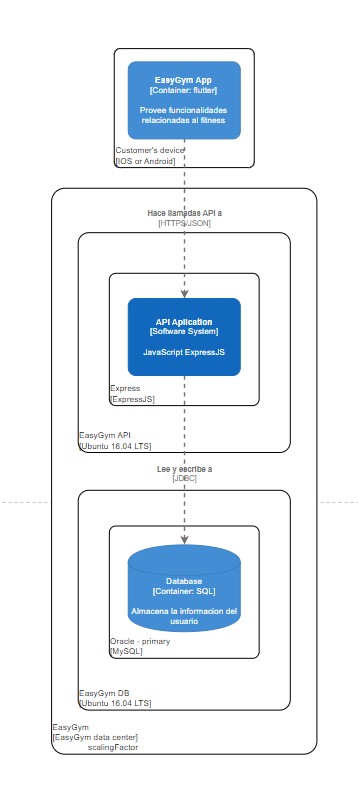 EasyGym App
[Container: flutter]
Provee funcionalidades
relacionadas al fitness
Customer's device
[IOS or Android]
Hace llamadas API a
[HTTPS/JSON]
API Aplication
[Software System]
JavaScript ExpressJS
Express
[ExpressJS]
EasyGym API
[Ubuntu 16.04 LTS]
Lee y escribe a
[JDBC]
Database
[Container: SQL]
Almacena la informacion del
usuario
Oracle - primary
[MySQL]
EasyGym DB
[Ubuntu 16.04 LTS]
EasyGym
[EasyGym data center]
scalingFactor